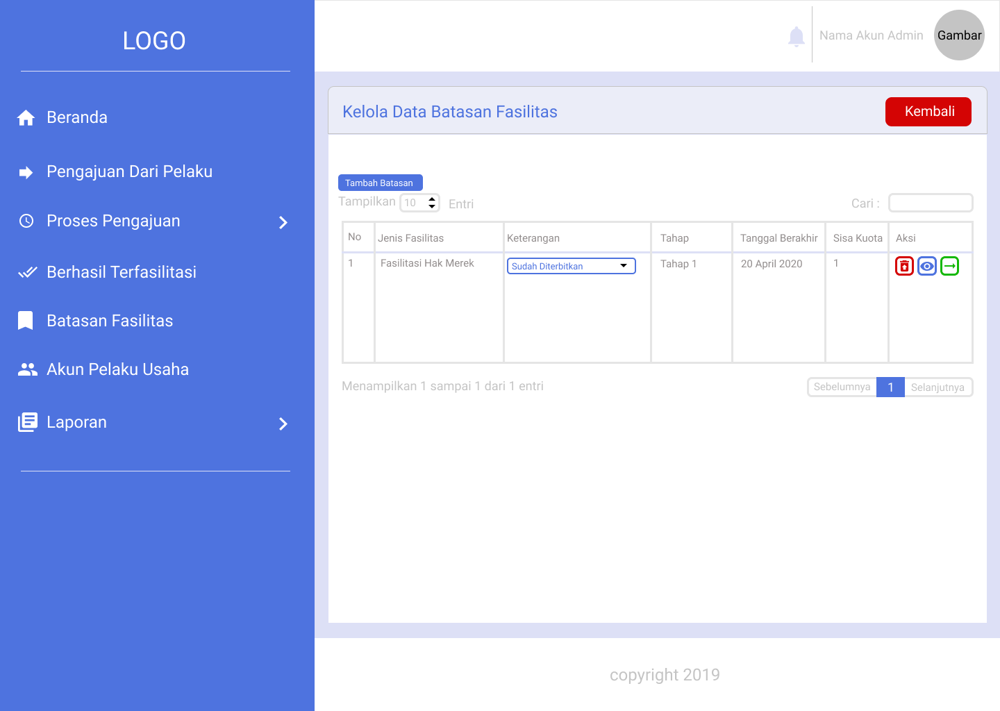 LOGO
Beranda
Pengajuan Dari Pelaku
Proses Pengajuan
Berhasil Terfasilitasi
Batasan Fasilitas
Akun Pelaku Usaha
Laporan
Nama Akun Admin
Gambar
Kelola Data Batasan Fasilitas
Kembali
Tambah Batasan
Tampilkan 10 Entri
Cari :
No Jenis Fasilitas Keterangan Tahap Tanggal Berakhir Sisa Kuota Aksi
1 Fasilitasi Hak Merek Sudah Diterbitkan Tahap 1 20 April 2020 1
Menampilkan 1 sampai 1 dari 1 entri
Sebelumnya 1 Selanjutnya
copyright 2019